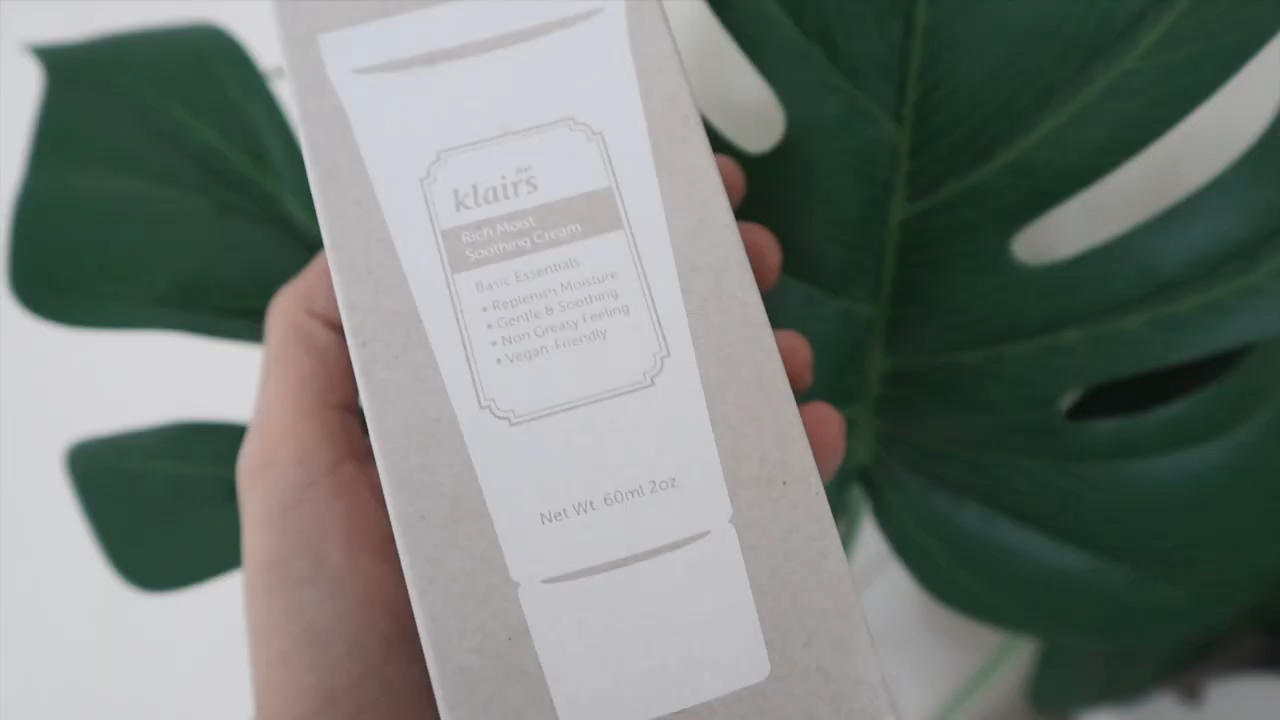 klairs
Rich Moist
Soothing Cream
Basic Essentials
• Replenish Moisture
• Gentle & Soothing
• Non Greasy Feeling
• Vegan-Friendly
Net Wt. 60ml 2oz